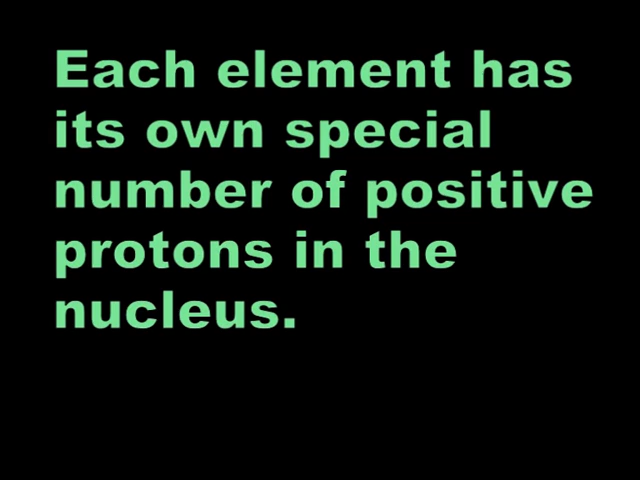 Each element has
its own special
number of positive
protons in the
nucleus.